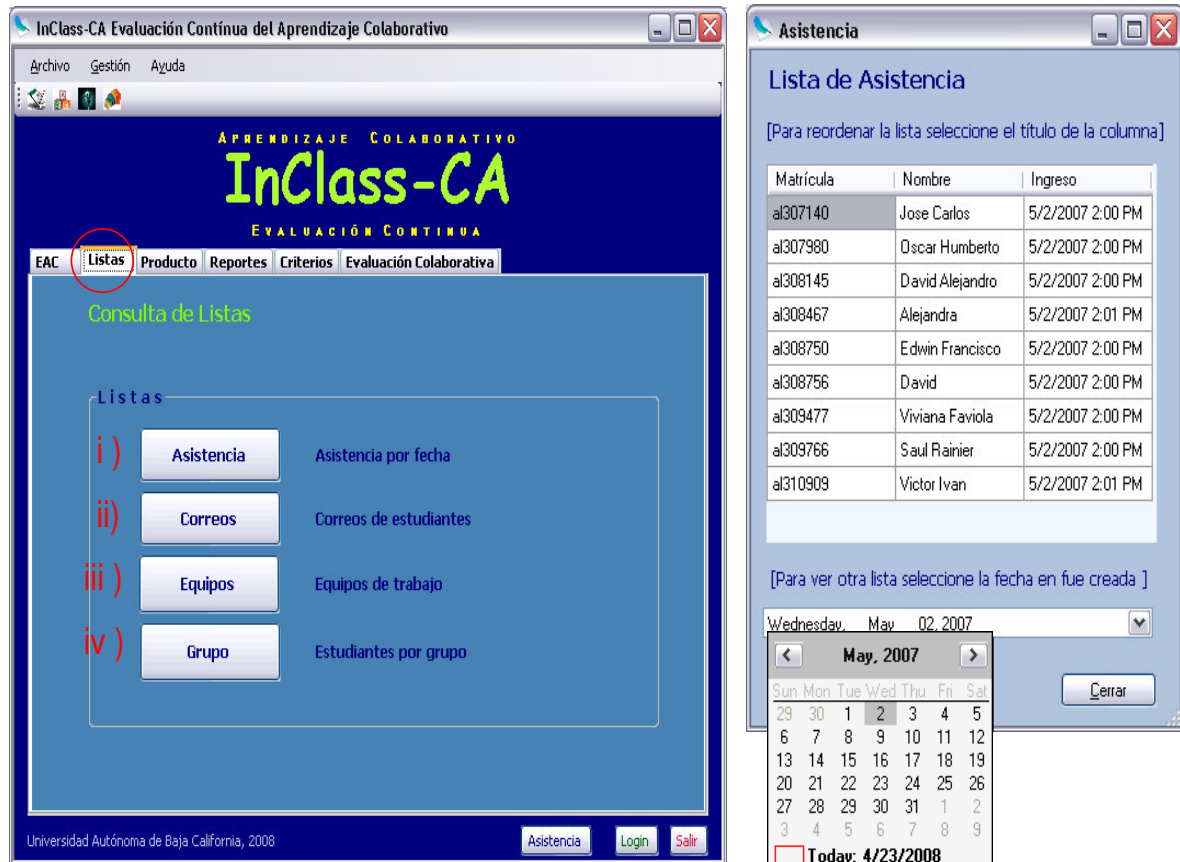 InClass-CA Evaluación Contínua del Aprendizaje Colaborativo
Archivo Gestión Ayuda
APRENDIZAJE COLABORATIVO
InClass-CA
EVALUACIÓN CONTINUA
EAC Listas Producto Reportes Criterios Evaluación Colaborativa
Consulta de Listas
Listas
i ) Asistencia Asistencia por fecha
ii) Correos Correos de estudiantes
iii ) Equipos Equipos de trabajo
iv ) Grupo Estudiantes por grupo
Universidad Autónoma de Baja California, 2008 Asistencia Login Salir
Asistencia
Lista de Asistencia
[Para reordenar la lista seleccione el título de la columna]
Matrícula Nombre Ingreso
al307140 Jose Carlos 5/2/2007 2:00 PM
al307980 Oscar Humberto 5/2/2007 2:00 PM
al308145 David Alejandro 5/2/2007 2:00 PM
al308467 Alejandra 5/2/2007 2:01 PM
al308750 Edwin Francisco 5/2/2007 2:00 PM
al308756 David 5/2/2007 2:00 PM
al309477 Viviana Faviola 5/2/2007 2:00 PM
al309766 Saul Rainier 5/2/2007 2:00 PM
al310909 Victor Ivan 5/2/2007 2:01 PM
[Para ver otra lista seleccione la fecha en fue creada ]
Wednesday, May 02, 2007
May, 2007
Sun Mon Tue Wed Thu Fri Sat
29 30 1 2 3 4 5
6 7 8 9 10 11 12
13 14 15 16 17 18 19
20 21 22 23 24 25 26
27 28 29 30 31 1 2
3 4 5 6 7 8 9
Today: 4/23/2008
Cerrar